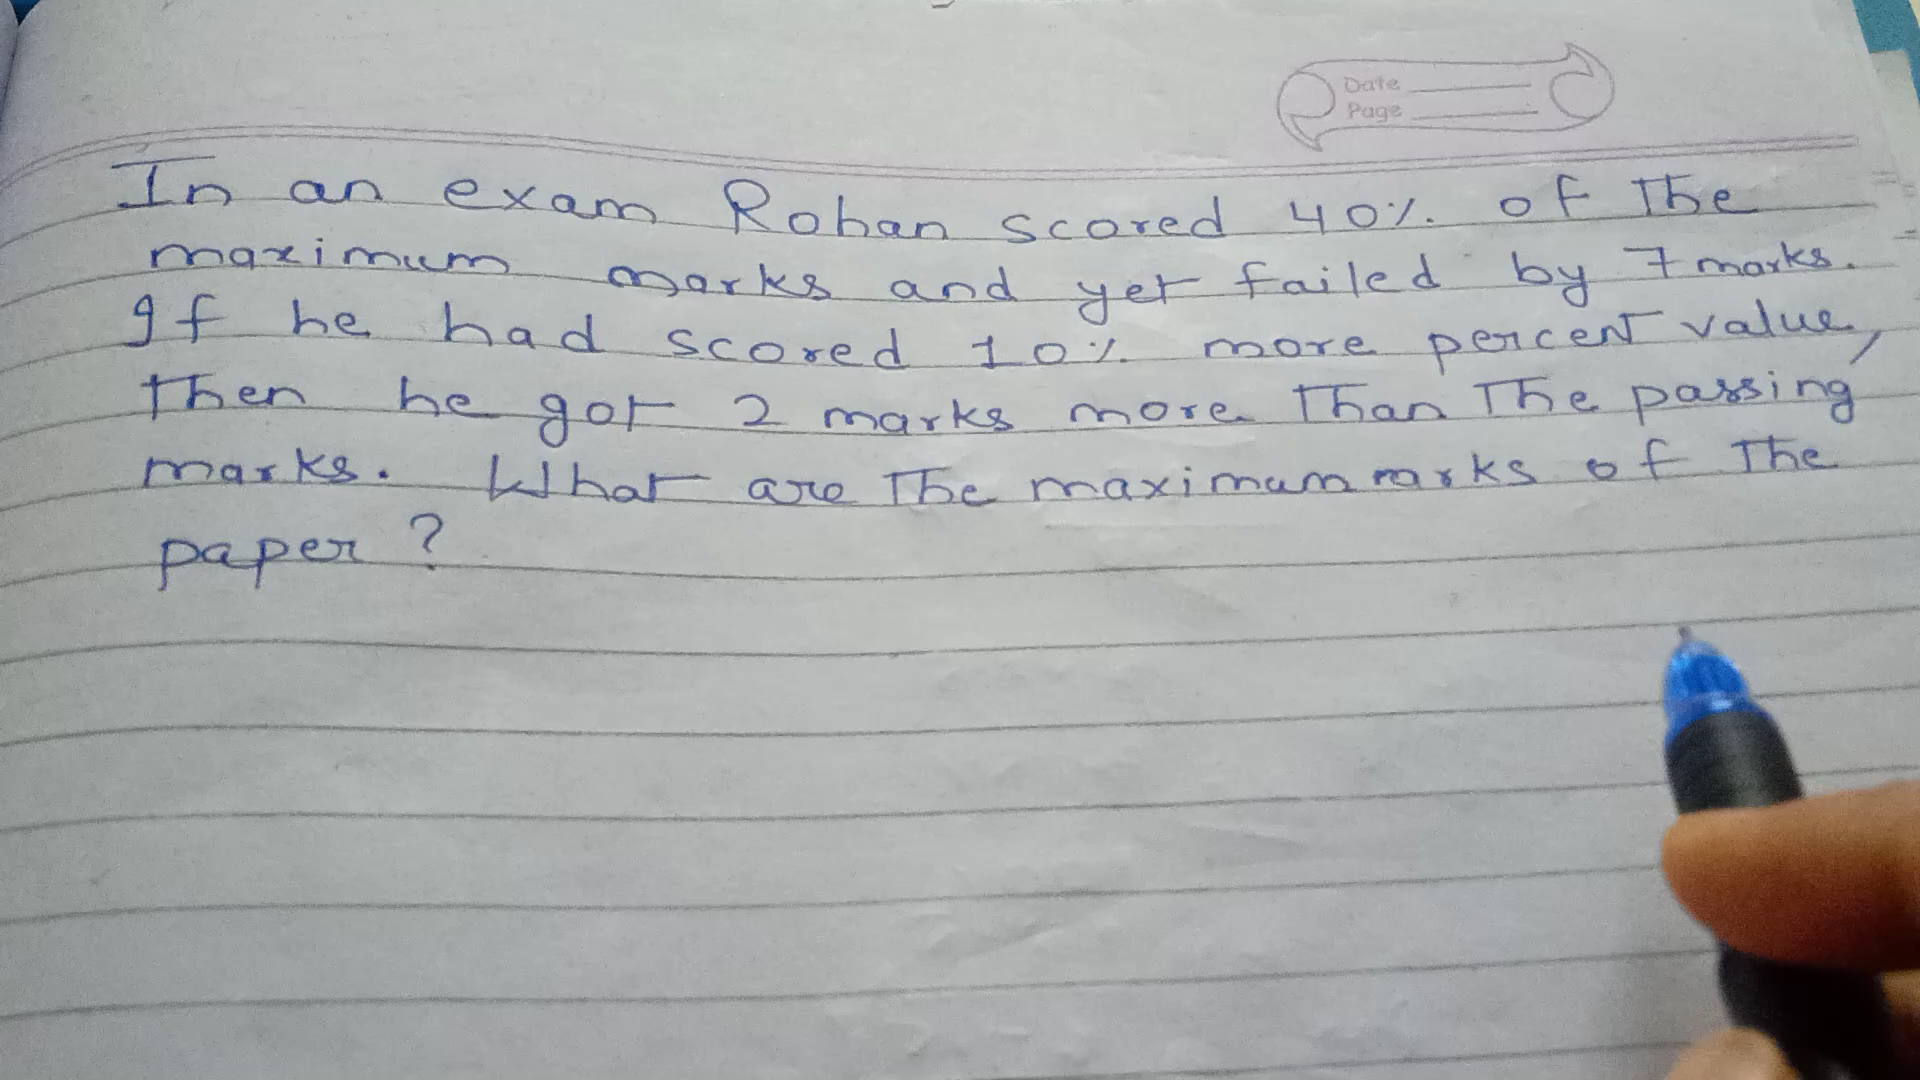 Date
Page
In an exam Rohan scored 40% of The
maximum marks and yet failed by 7 marks.
If he had scored 10% more percent value,
Then he got 2 marks more Than The passing
marks. What are The maximum marks of The
paper?